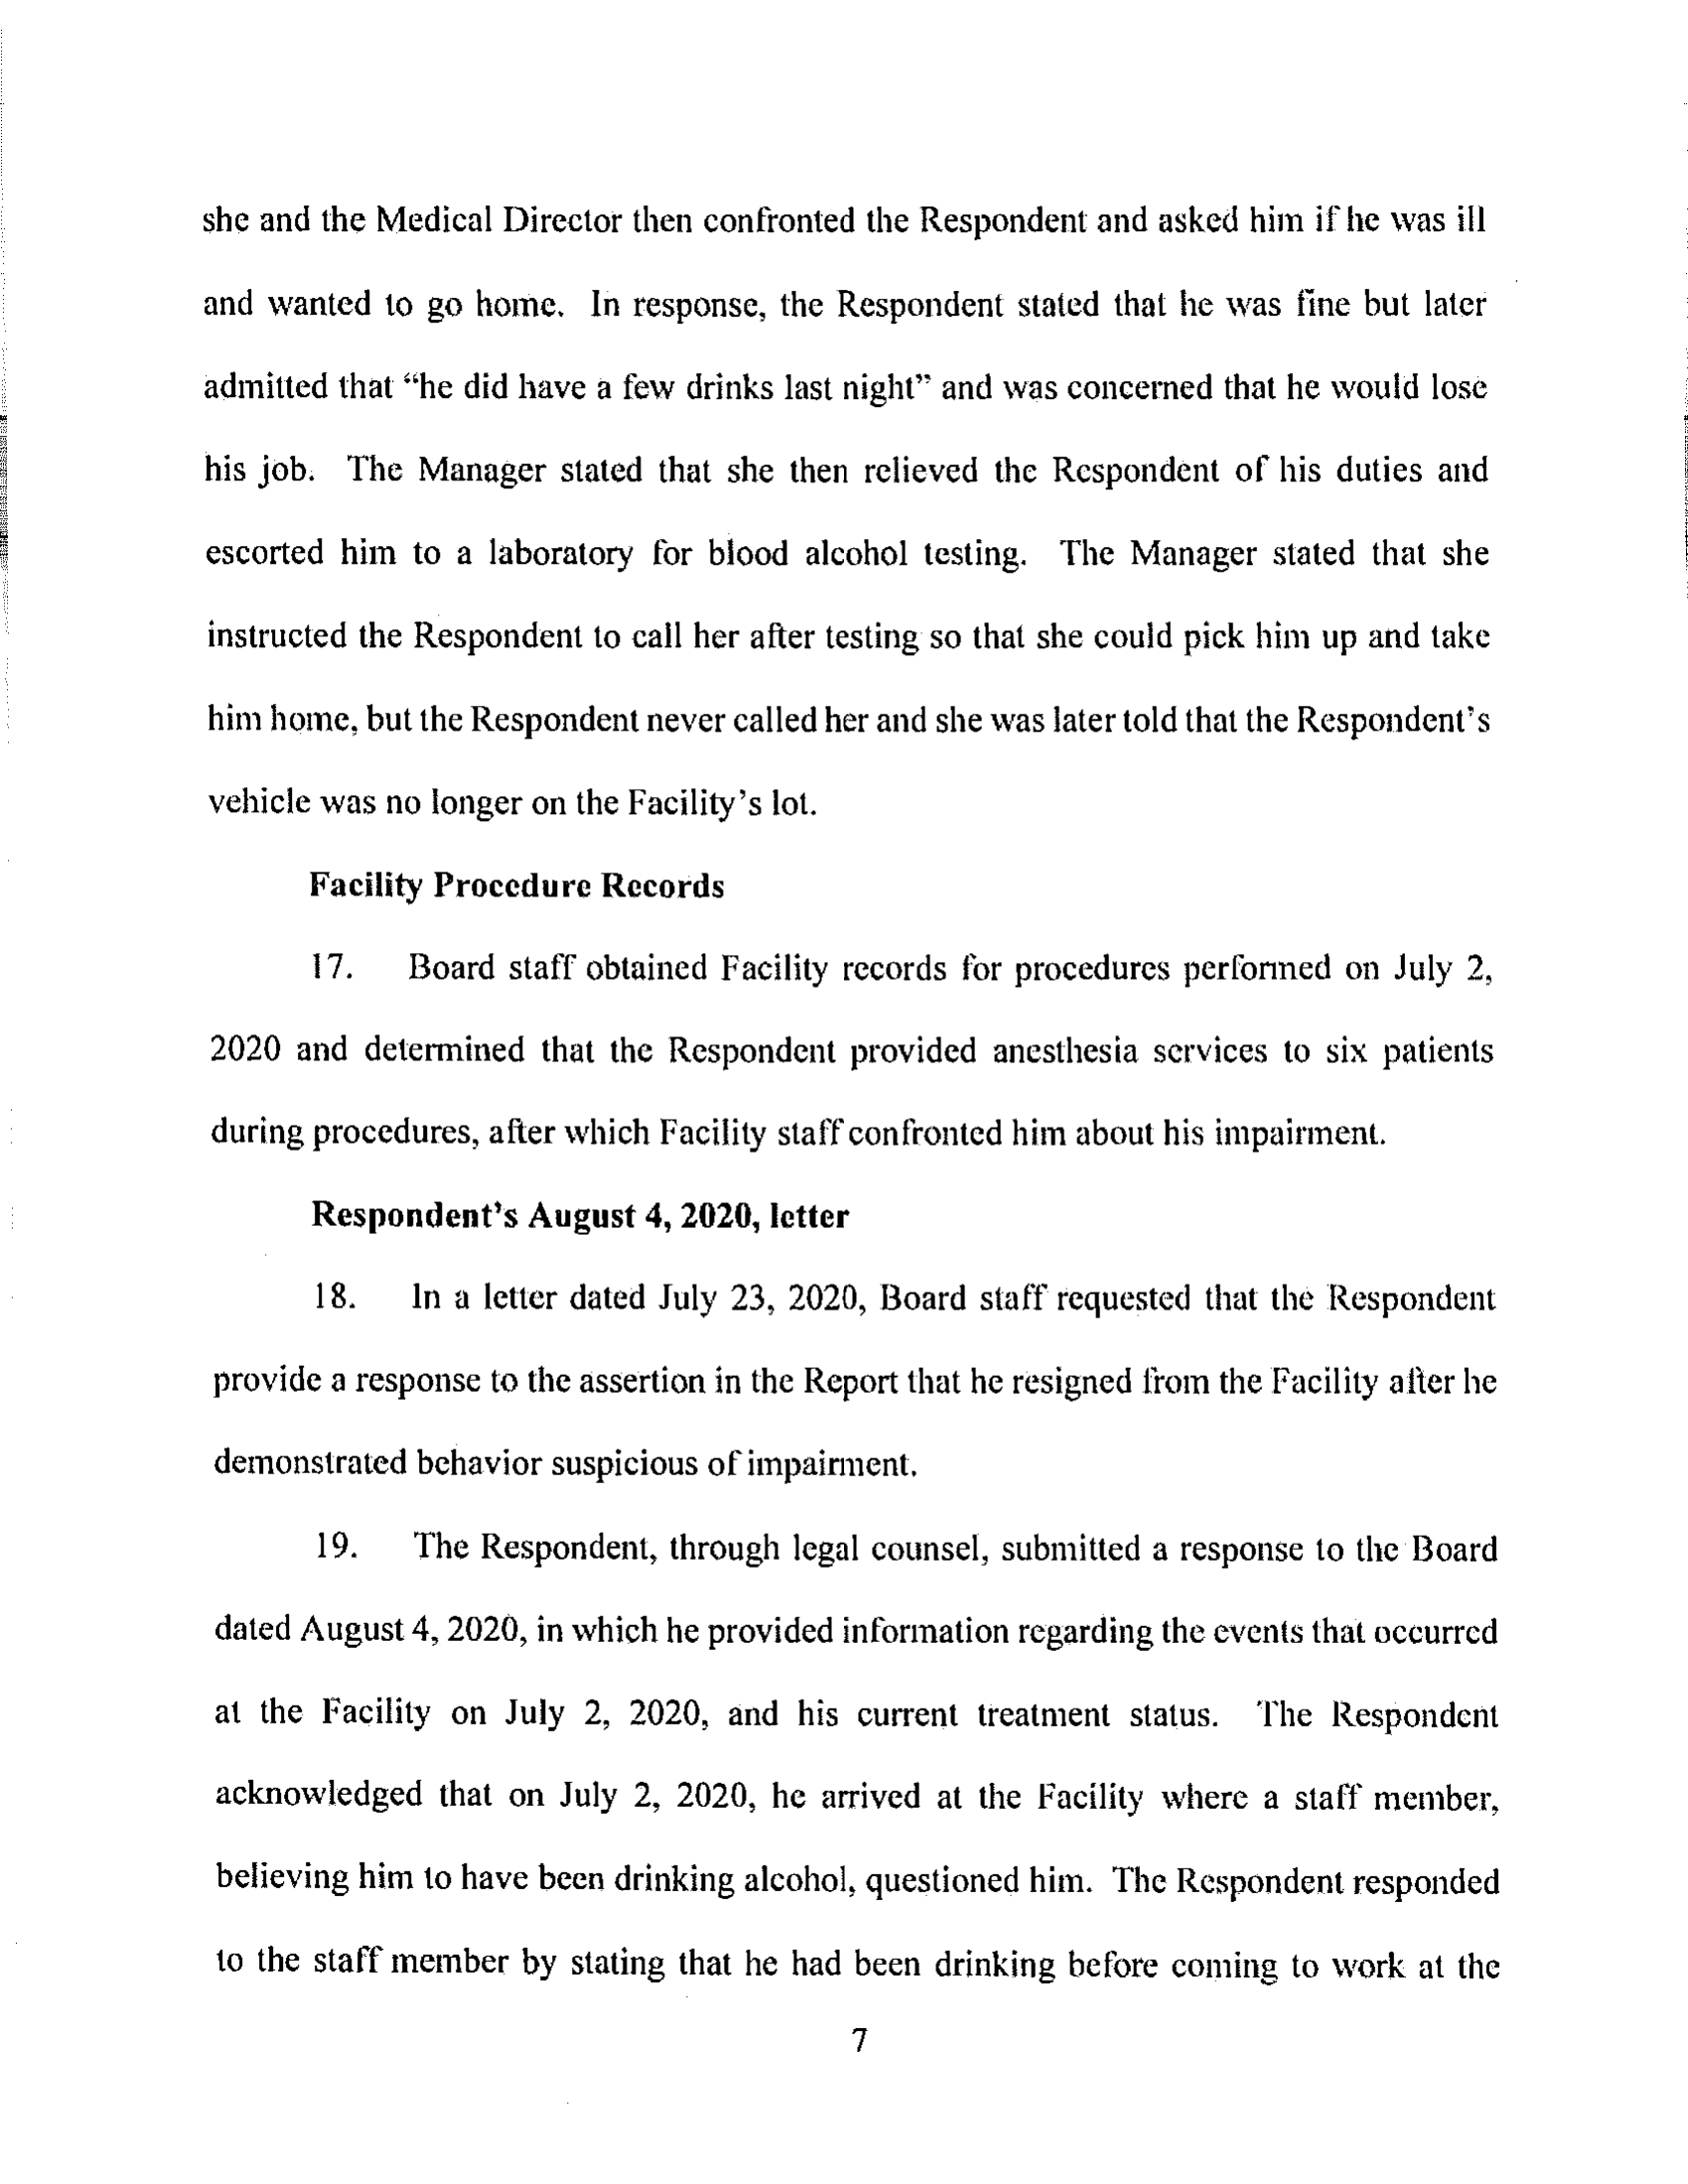 she and the Medical Director then confronted the Respondent and asked him if he was ill
and wanted to go home. In response, the Respondent stated that he was fine but later
admitted that “he did have a few drinks last night” and was concerned that he would lose
his job. The Manager stated that she then relieved the Respondent of his duties and
escorted him to a laboratory for blood alcohol testing. The Manager stated that she
instructed the Respondent to call her after testing so that she could pick him up and take
him home, but the Respondent never called her and she was later told that the Respondent’s
vehicle was no longer on the Facility’s lot.
Facility Procedure Records
17. Board staff obtained Facility records for procedures performed on July 2,
2020 and determined that the Respondent provided anesthesia services to six patients
during procedures, after which Facility staff confronted him about his impairment.
Respondent’s August 4, 2020, letter
18. In a letter dated July 23, 2020, Board staff requested that the Respondent
provide a response to the assertion in the Report that he resigned from the Facility after he
demonstrated behavior suspicious of impairment.
19. The Respondent, through legal counsel, submitted a response to the Board
dated August 4, 2020, in which he provided information regarding the events that occurred
at the Facility on July 2, 2020, and his current treatment status. The Respondent
acknowledged that on July 2, 2020, he arrived at the Facility where a staff member,
believing him to have been drinking alcohol, questioned him. The Respondent responded
to the staff member by stating that he had been drinking before coming to work at the
7